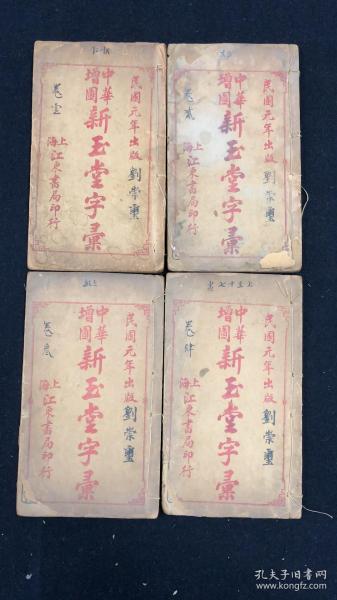 民國元年出版
劉崇璽
中華
增圖
新玉堂字彙
上海
江東書局印行
卷壹
民國元年出版
劉崇璽
中華
增圖
新玉堂字彙
上海
江東書局印行
卷貳
民國元年出版
劉崇璽
中華
增圖
新玉堂字彙
上海
江東書局印行
卷叁
民國元年出版
劉崇璽
中華
增圖
新玉堂字彙
上海
江東書局印行
卷肆
孔夫子旧书网